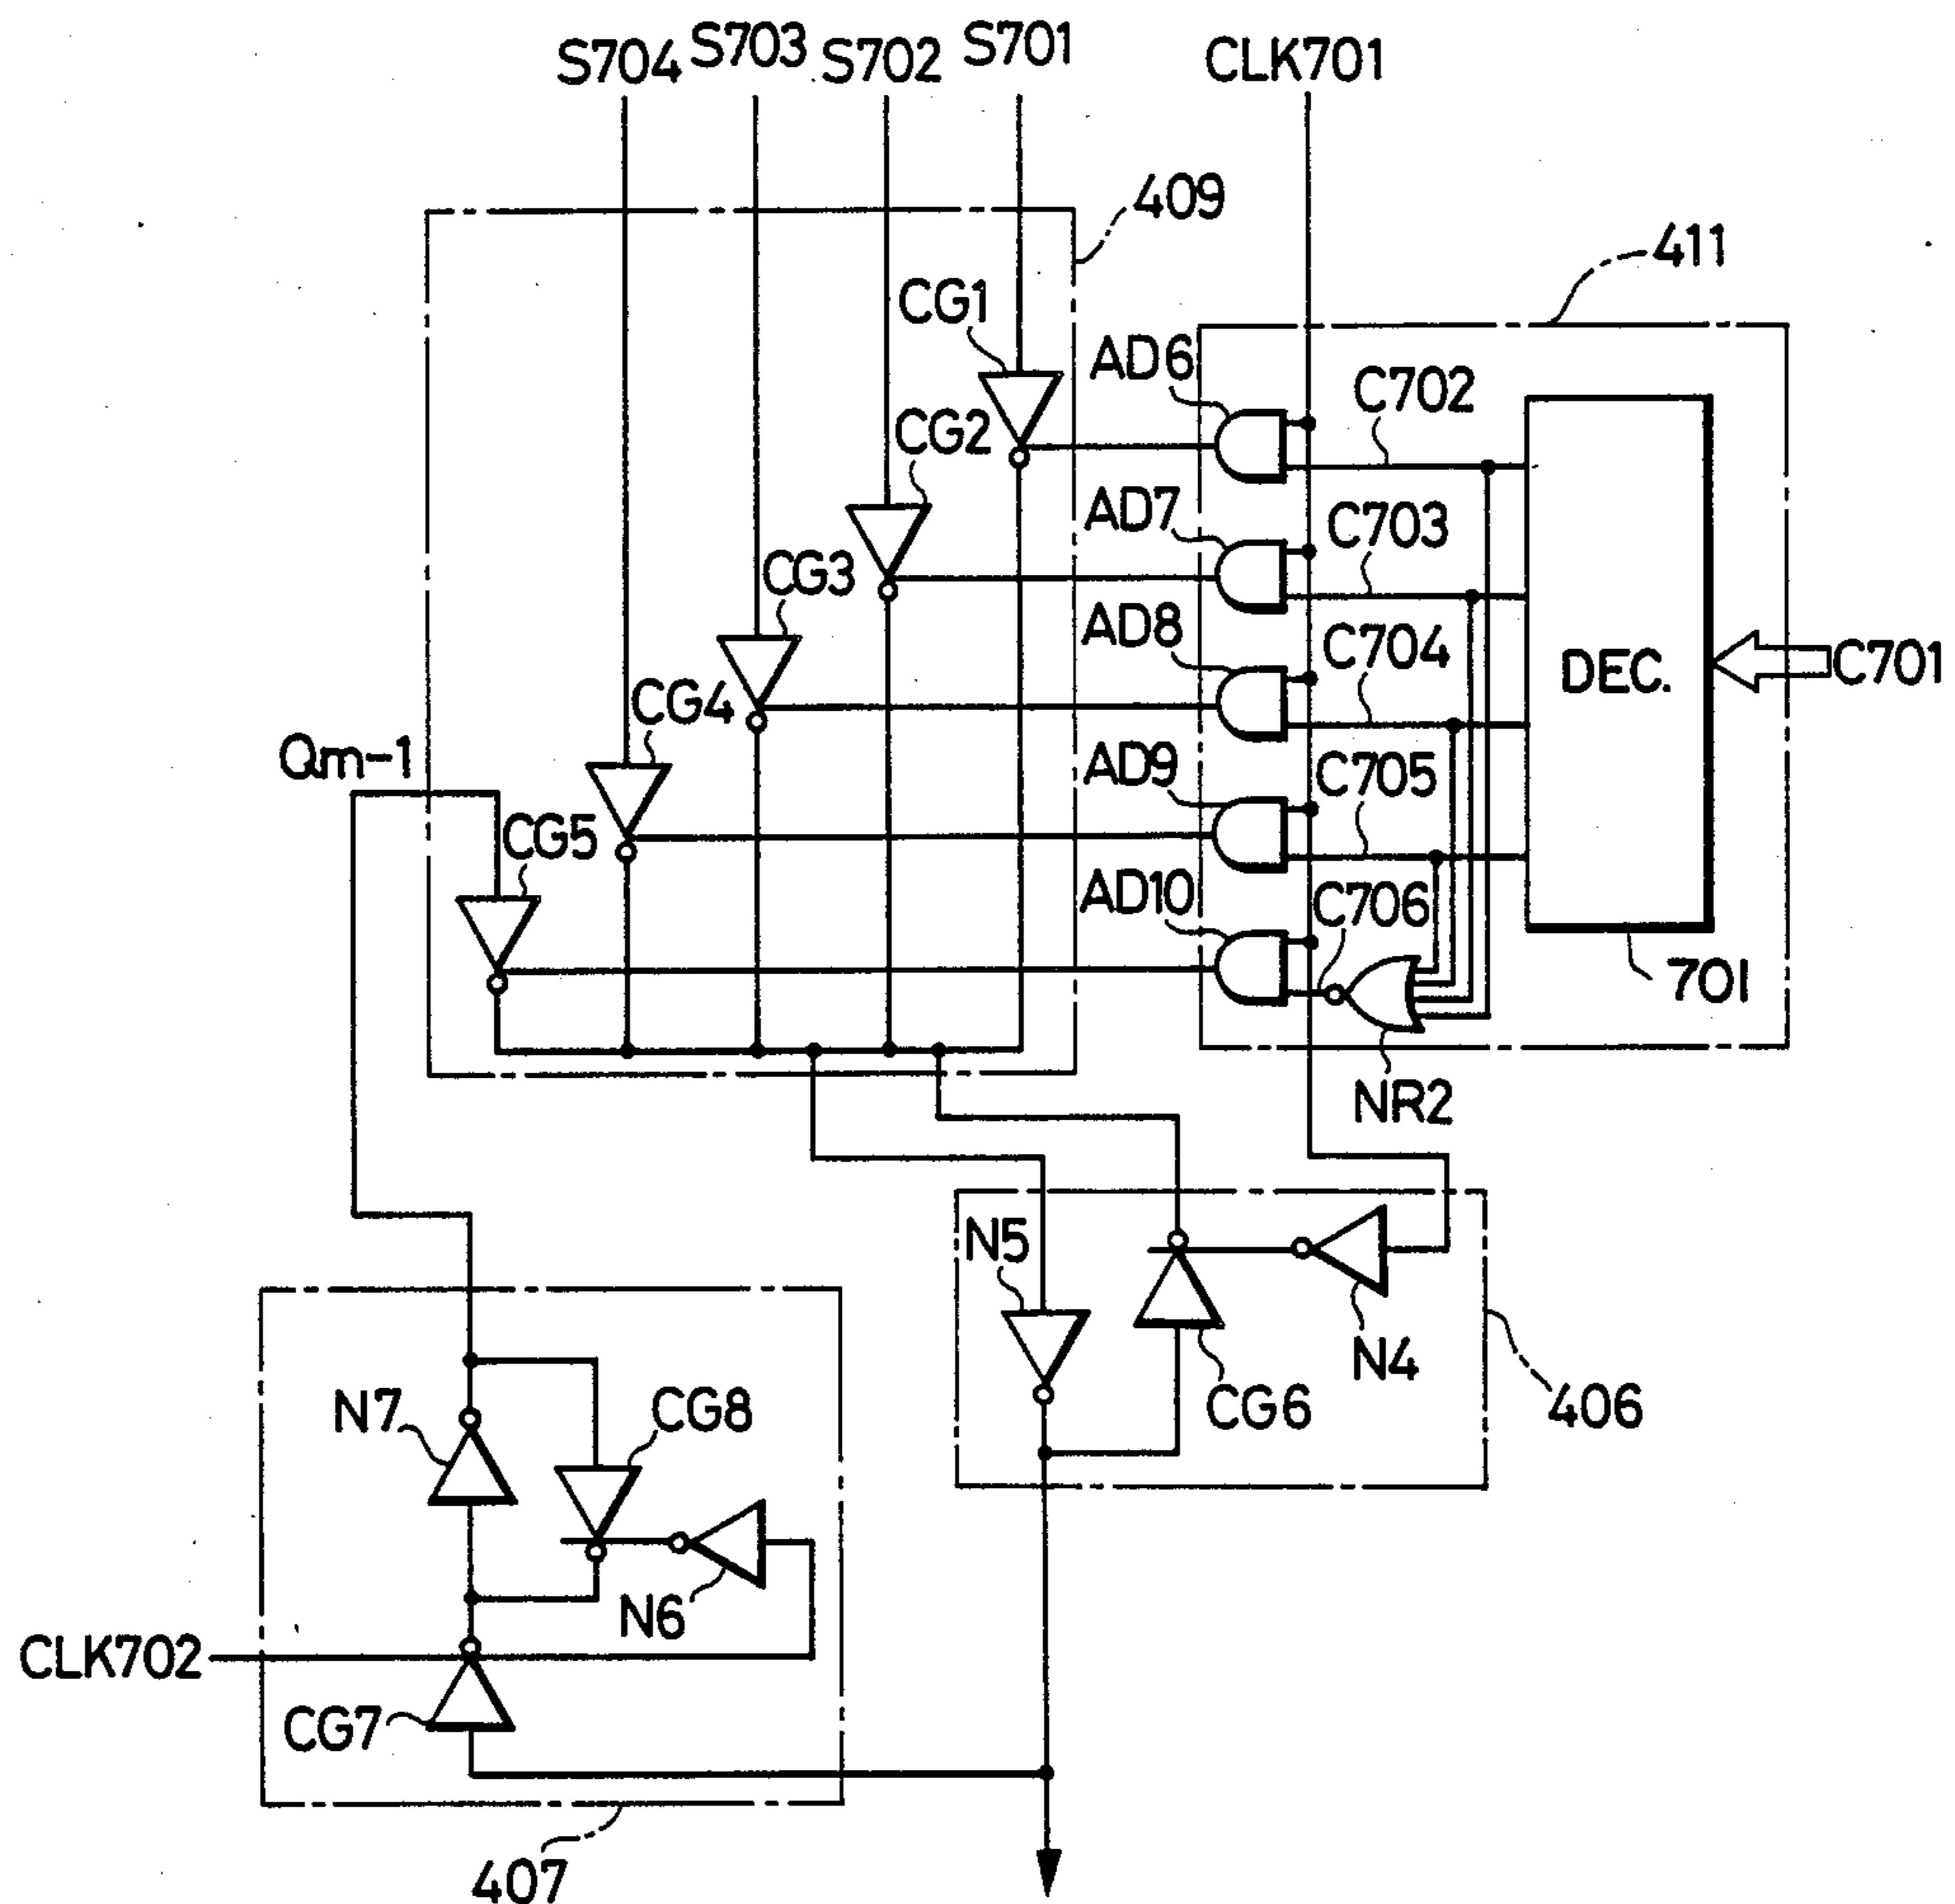 S704 S703 S702 S701 CLK701
409
411
CG1
AD6
C702
CG2
AD7
C703
CG3
AD8
C704
DEC.
C701
CG4
Qm-1
AD9
C705
CG5
AD10
C706
701
NR2
N5
N4
CG6
406
N7
CG8
N6
CLK702
CG7
407